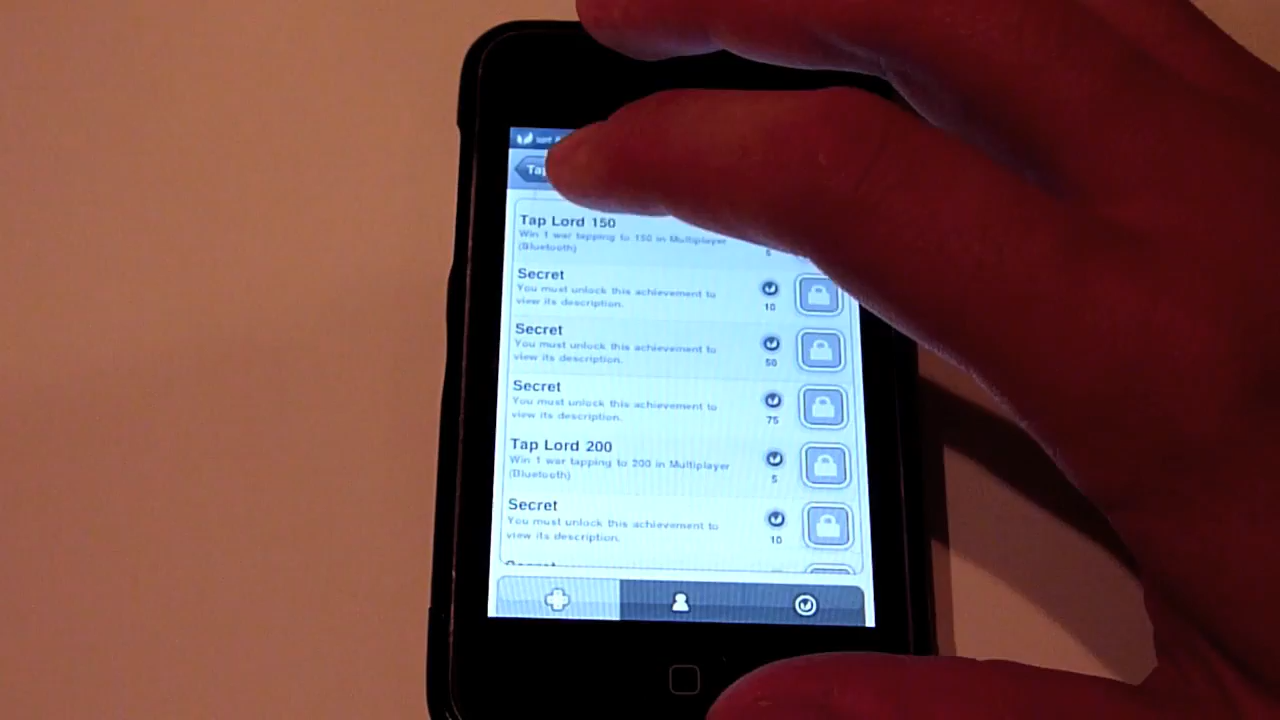 Tap
Tap Lord 150
Win 1 war tapping to 150 in Multiplayer
(Bluetooth)
5
Secret
You must unlock this achievement to
view its description.
10
Secret
You must unlock this achievement to
view its description.
50
Secret
You must unlock this achievement to
view its description.
75
Tap Lord 200
Win 1 war tapping to 200 in Multiplayer
(Bluetooth)
5
Secret
You must unlock this achievement to
view its description.
10
Secret